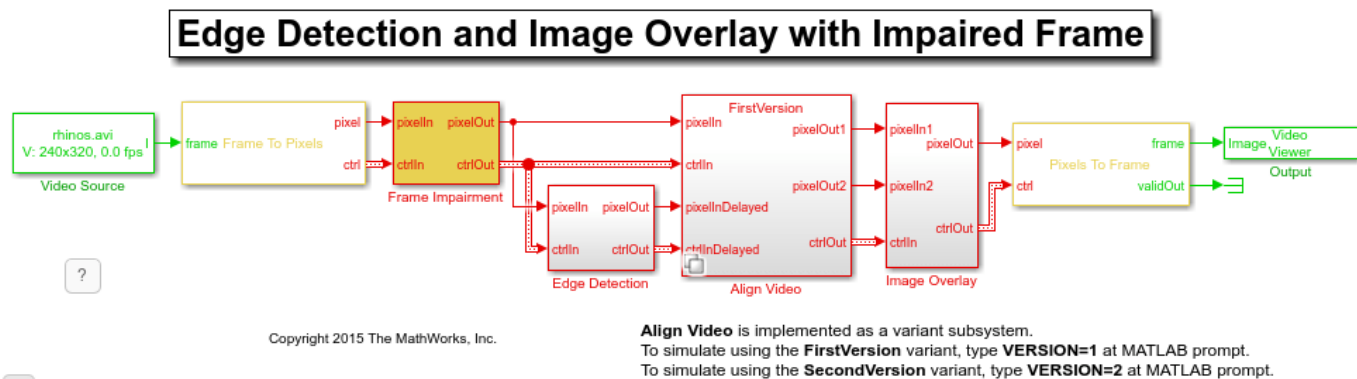 Edge Detection and Image Overlay with Impaired Frame
rhinos.avi
V: 240x320, 0.0 fps
I
Video Source
frame
Frame To Pixels
pixel
ctrl
pixelIn
pixelOut
ctrlIn
ctrlOut
Frame Impairment
pixelIn
pixelOut
ctrlIn
ctrlOut
Edge Detection
FirstVersion
pixelIn
pixelOut1
ctrlIn
pixelOut2
pixelInDelayed
ctrlOut
ctrlInDelayed
Align Video
pixelIn1
pixelOut
pixelIn2
ctrlOut
ctrlIn
Image Overlay
pixel
frame
Pixels To Frame
ctrl
validOut
Image
Video
Viewer
Output
?
Copyright 2015 The MathWorks, Inc.
Align Video is implemented as a variant subsystem.
To simulate using the FirstVersion variant, type VERSION=1 at MATLAB prompt.
To simulate using the SecondVersion variant, type VERSION=2 at MATLAB prompt.